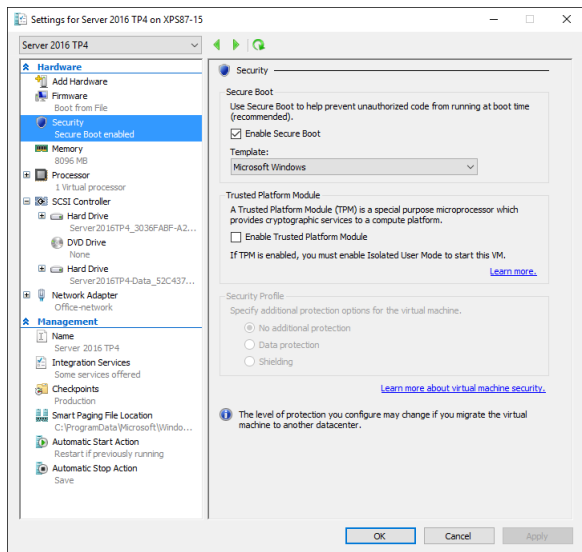 Settings for Server 2016 TP4 on XPS87-15
Server 2016 TP4
Hardware
Add Hardware
Firmware
Boot from File
Security
Secure Boot enabled
Memory
8096 MB
Processor
1 Virtual processor
SCSI Controller
Hard Drive
Server2016TP4_3036FABF-A2...
DVD Drive
None
Hard Drive
Server2016TP4-Data_52C437...
Network Adapter
Office-network
Management
Name
Server 2016 TP4
Integration Services
Some services offered
Checkpoints
Production
Smart Paging File Location
C:\ProgramData\Microsoft\Windo...
Automatic Start Action
Restart if previously running
Automatic Stop Action
Save
Security
Secure Boot
Use Secure Boot to help prevent unauthorized code from running at boot time
(recommended).
Enable Secure Boot
Template:
Microsoft Windows
Trusted Platform Module
A Trusted Platform Module (TPM) is a special purpose microprocessor which
provides cryptographic services to a compute platform.
Enable Trusted Platform Module
If TPM is enabled, you must enable Isolated User Mode to start this VM.
Learn more.
Security Profile
Specify additional protection options for the virtual machine.
No additional protection
Data protection
Shielding
Learn more about virtual machine security.
The level of protection you configure may change if you migrate the virtual
machine to another datacenter.
OK
Cancel
Apply